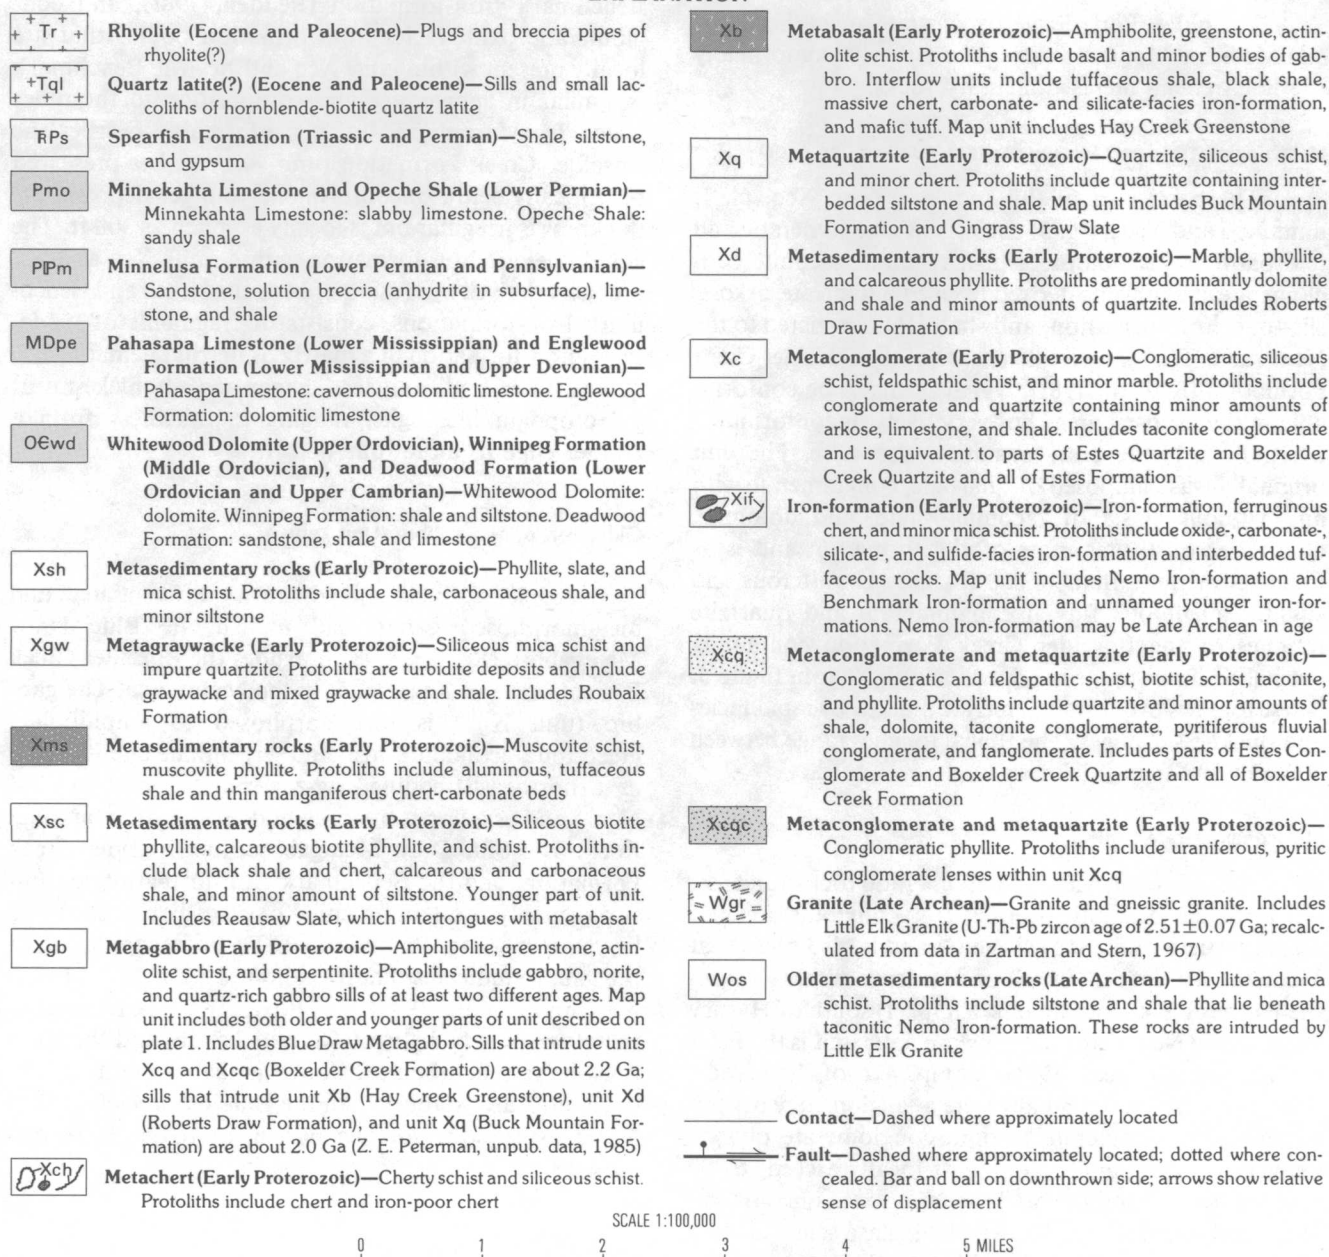 Tr Rhyolite (Eocene and Paleocene)—Plugs and breccia pipes of
rhyolite(?)
Tql Quartz latite(?) (Eocene and Paleocene)—Sills and small lac-
coliths of hornblende-biotite quartz latite
ƮPs Spearfish Formation (Triassic and Permian)—Shale, siltstone,
and gypsum
Pmo Minnekahta Limestone and Opeche Shale (Lower Permian)—
Minnekahta Limestone: slabby limestone. Opeche Shale:
sandy shale
PIPm Minnelusa Formation (Lower Permian and Pennsylvanian)—
Sandstone, solution breccia (anhydrite in subsurface), lime-
stone, and shale
MDpe Pahasapa Limestone (Lower Mississippian) and Englewood
Formation (Lower Mississippian and Upper Devonian)—
Pahasapa Limestone: cavernous dolomitic limestone. Englewood
Formation: dolomitic limestone
O€wd Whitewood Dolomite (Upper Ordovician), Winnipeg Formation
(Middle Ordovician), and Deadwood Formation (Lower
Ordovician and Upper Cambrian)—Whitewood Dolomite:
dolomite. Winnipeg Formation: shale and siltstone. Deadwood
Formation: sandstone, shale and limestone
Xsh Metasedimentary rocks (Early Proterozoic)—Phyllite, slate, and
mica schist. Protoliths include shale, carbonaceous shale, and
minor siltstone
Xgw Metagraywacke (Early Proterozoic)—Siliceous mica schist and
impure quartzite. Protoliths are turbidite deposits and include
graywacke and mixed graywacke and shale. Includes Roubaix
Formation
Xms Metasedimentary rocks (Early Proterozoic)—Muscovite schist,
muscovite phyllite. Protoliths include aluminous, tuffaceous
shale and thin manganiferous chert-carbonate beds
Xsc Metasedimentary rocks (Early Proterozoic)—Siliceous biotite
phyllite, calcareous biotite phyllite, and schist. Protoliths in-
clude black shale and chert, calcareous and carbonaceous
shale, and minor amount of siltstone. Younger part of unit.
Includes Reausaw Slate, which intertongues with metabasalt
Xgb Metagabbro (Early Proterozoic)—Amphibolite, greenstone, actin-
olite schist, and serpentinite. Protoliths include gabbro, norite,
and quartz-rich gabbro sills of at least two different ages. Map
unit includes both older and younger parts of unit described on
plate 1. Includes Blue Draw Metagabbro. Sills that intrude units
Xcq and Xcqc (Boxelder Creek Formation) are about 2.2 Ga;
sills that intrude unit Xb (Hay Creek Greenstone), unit Xd
(Roberts Draw Formation), and unit Xq (Buck Mountain For-
mation) are about 2.0 Ga (Z. E. Peterman, unpub. data, 1985)
Xch Metachert (Early Proterozoic)—Cherty schist and siliceous schist.
Protoliths include chert and iron-poor chert
Xb Metabasalt (Early Proterozoic)—Amphibolite, greenstone, actin-
olite schist. Protoliths include basalt and minor bodies of gab-
bro. Interflow units include tuffaceous shale, black shale,
massive chert, carbonate- and silicate-facies iron-formation,
and mafic tuff. Map unit includes Hay Creek Greenstone
Xq Metaquartzite (Early Proterozoic)—Quartzite, siliceous schist,
and minor chert. Protoliths include quartzite containing inter-
bedded siltstone and shale. Map unit includes Buck Mountain
Formation and Gingrass Draw Slate
Xd Metasedimentary rocks (Early Proterozoic)—Marble, phyllite,
and calcareous phyllite. Protoliths are predominantly dolomite
and shale and minor amounts of quartzite. Includes Roberts
Draw Formation
Xc Metaconglomerate (Early Proterozoic)—Conglomeratic, siliceous
schist, feldspathic schist, and minor marble. Protoliths include
conglomerate and quartzite containing minor amounts of
arkose, limestone, and shale. Includes taconite conglomerate
and is equivalent to parts of Estes Quartzite and Boxelder
Creek Quartzite and all of Estes Formation
Xif Iron-formation (Early Proterozoic)—Iron-formation, ferruginous
chert, and minor mica schist. Protoliths include oxide-, carbonate-,
silicate-, and sulfide-facies iron-formation and interbedded tuf-
faceous rocks. Map unit includes Nemo Iron-formation and
Benchmark Iron-formation and unnamed younger iron-for-
mations. Nemo Iron-formation may be Late Archean in age
Xcq Metaconglomerate and metaquartzite (Early Proterozoic)—
Conglomeratic and feldspathic schist, biotite schist, taconite,
and phyllite. Protoliths include quartzite and minor amounts of
shale, dolomite, taconite conglomerate, pyritiferous fluvial
conglomerate, and fanglomerate. Includes parts of Estes Con-
glomerate and Boxelder Creek Quartzite and all of Boxelder
Creek Formation
Xcqc Metaconglomerate and metaquartzite (Early Proterozoic)—
Conglomeratic phyllite. Protoliths include uraniferous, pyritic
conglomerate lenses within unit Xcq
Wgr Granite (Late Archean)—Granite and gneissic granite. Includes
Little Elk Granite (U-Th-Pb zircon age of 2.51±0.07 Ga; recalc-
ulated from data in Zartman and Stern, 1967)
Wos Older metasedimentary rocks (Late Archean)—Phyllite and mica
schist. Protoliths include siltstone and shale that lie beneath
taconitic Nemo Iron-formation. These rocks are intruded by
Little Elk Granite
Contact—Dashed where approximately located
Fault—Dashed where approximately located; dotted where con-
cealed. Bar and ball on downthrown side; arrows show relative
sense of displacement
SCALE 1:100,000
0 1 2 3 4 5 MILES